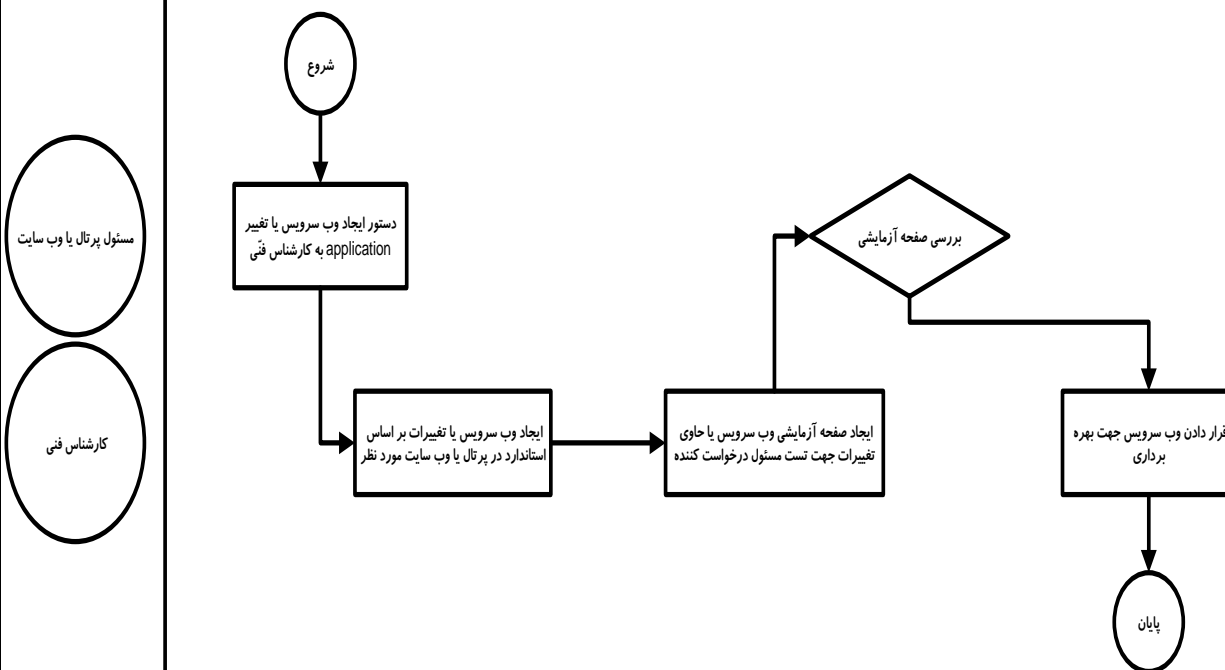 شروع
مسئول پرتال یا وب سایت
دستور ایجاد وب سرویس یا تغییر
application به کارشناس فنّی
بررسی صفحه آزمایشی
کارشناس فنی
ایجاد وب سرویس یا تغییرات بر اساس
استاندارد در پرتال یا وب سایت مورد نظر
ایجاد صفحه آزمایشی وب سرویس یا حاوی
تغییرات جهت تست مسئول درخواست کننده
قرار دادن وب سرویس جهت بهره
برداری
پایان